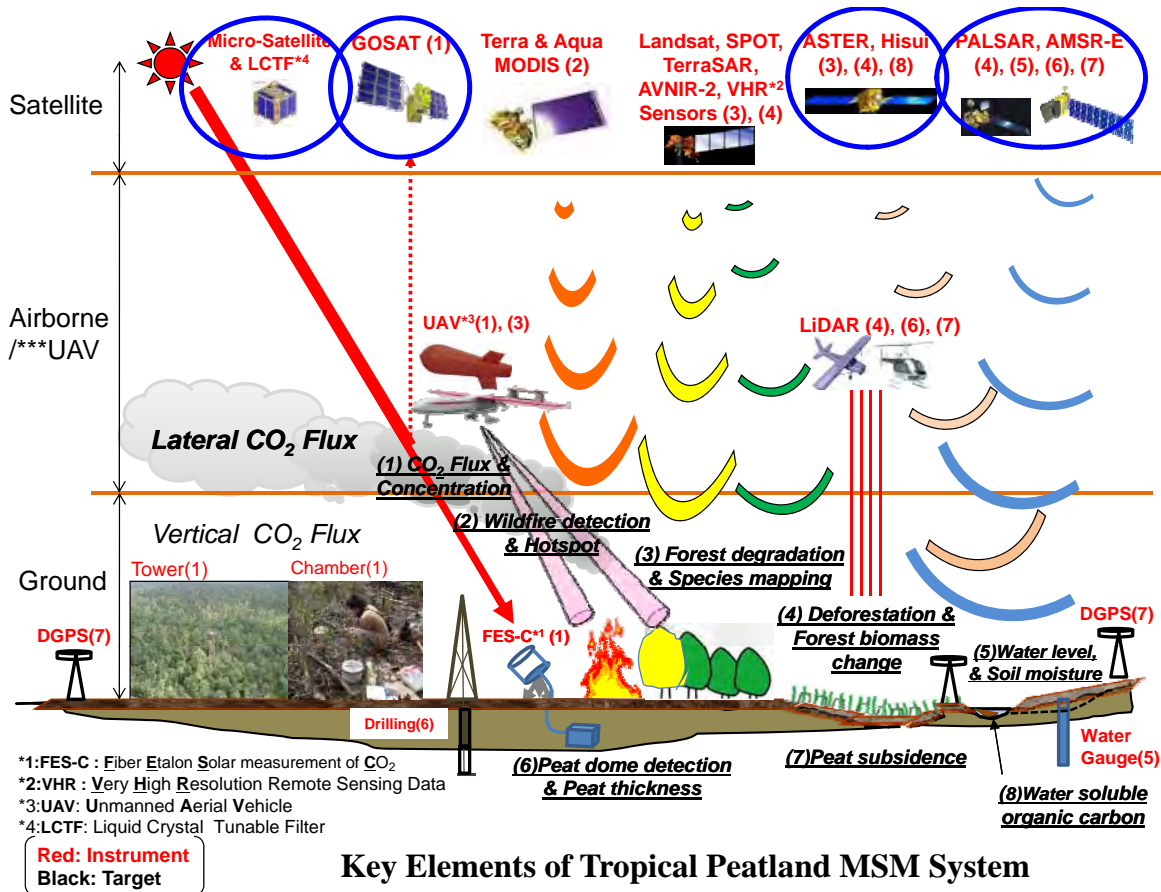 Micro-Satellite
& LCTF*4
GOSAT (1)
Terra & Aqua
MODIS (2)
Landsat, SPOT,
TerraSAR,
AVNIR-2, VHR*2
Sensors (3), (4)
ASTER, Hisui
(3), (4), (8)
PALSAR, AMSR-E
(4), (5), (6), (7)
Satellite
Airborne
/***UAV
UAV*3(1), (3)
LiDAR (4), (6), (7)
Lateral CO2 Flux
(1) CO2 Flux &
Concentration
(2) Wildfire detection
& Hotspot
(3) Forest degradation
& Species mapping
Vertical CO2 Flux
Ground
Tower(1)
Chamber(1)
DGPS(7)
FES-C*1 (1)
(4) Deforestation &
Forest biomass
change
DGPS(7)
(5)Water level,
& Soil moisture
Drilling(6)
(6)Peat dome detection
& Peat thickness
(7)Peat subsidence
Water
Gauge(5)
(8)Water soluble
organic carbon
*1:FES-C : Fiber Etalon Solar measurement of CO2
*2:VHR : Very High Resolution Remote Sensing Data
*3:UAV: Unmanned Aerial Vehicle
*4:LCTF: Liquid Crystal Tunable Filter
Red: Instrument
Black: Target
Key Elements of Tropical Peatland MSM System